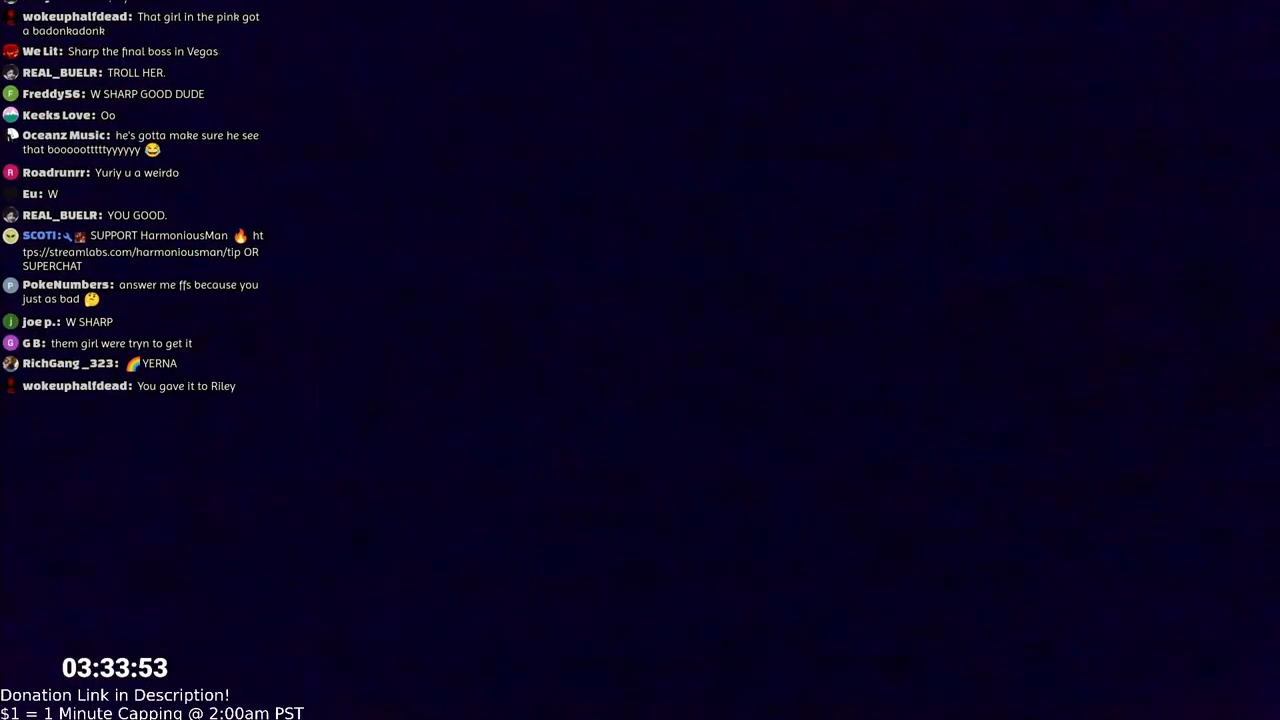 wokeuphalfdead: That girl in the pink got
a badonkadonk
We Lit: Sharp the final boss in Vegas
REAL_BUELR: TROLL HER.
F Freddy56: W SHARP GOOD DUDE
Keeks Love: Oo
Oceanz Music: he's gotta make sure he see
that booooottttyyyyyy 😂
R Roadrunrr: Yuriy u a weirdo
Eu: W
REAL_BUELR: YOU GOOD.
SCOTI: SUPPORT HarmoniousMan 🔥 ht
tps://streamlabs.com/harmoniousman/tip OR
SUPERCHAT
P PokeNumbers: answer me ffs because you
just as bad 🤔
j joe p.: W SHARP
G G B: them girl were tryn to get it
RichGang_323: 🌈YERNA
wokeuphalfdead: You gave it to Riley
03:33:53
Donation Link in Description!
$1 = 1 Minute Capping @ 2:00am PST